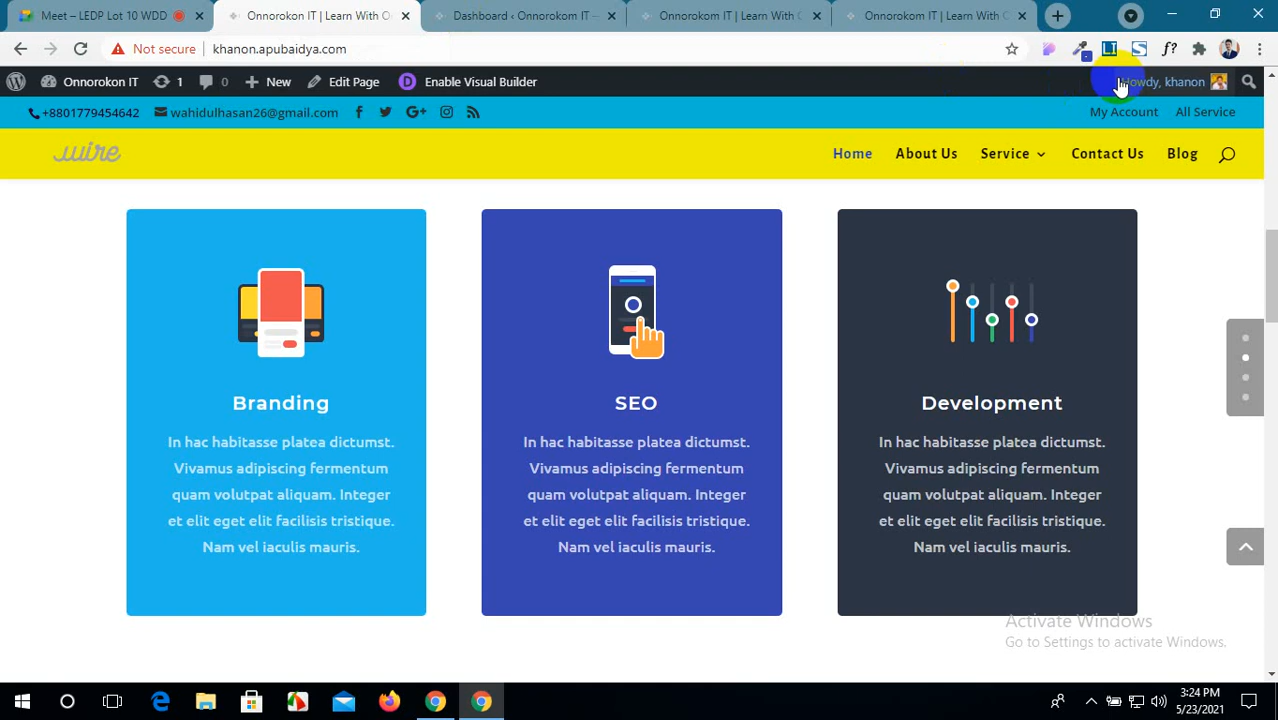 Meet – LEDP Lot 10 WDD
Onnorokon IT | Learn With O
Dashboard ‹ Onnorokon IT —
Onnorokom IT | Learn With O
Onnorokom IT | Learn With O
Not secure
khanon.apubaidya.com
f?
Onnorokon IT
1
0
New
Edit Page
D
Enable Visual Builder
Howdy, khanon
+8801779454642
wahidulhasan26@gmail.com
My Account
All Service
wire
Home
About Us
Service
Contact Us
Blog
Branding
In hac habitasse platea dictumst.
Vivamus adipiscing fermentum
quam volutpat aliquam. Integer
et elit eget elit facilisis tristique.
Nam vel iaculis mauris.
SEO
In hac habitasse platea dictumst.
Vivamus adipiscing fermentum
quam volutpat aliquam. Integer
et elit eget elit facilisis tristique.
Nam vel iaculis mauris.
Development
In hac habitasse platea dictumst.
Vivamus adipiscing fermentum
quam volutpat aliquam. Integer
et elit eget elit facilisis tristique.
Nam vel iaculis mauris.
Activate Windows
Go to Settings to activate Windows.
3:24 PM
5/23/2021